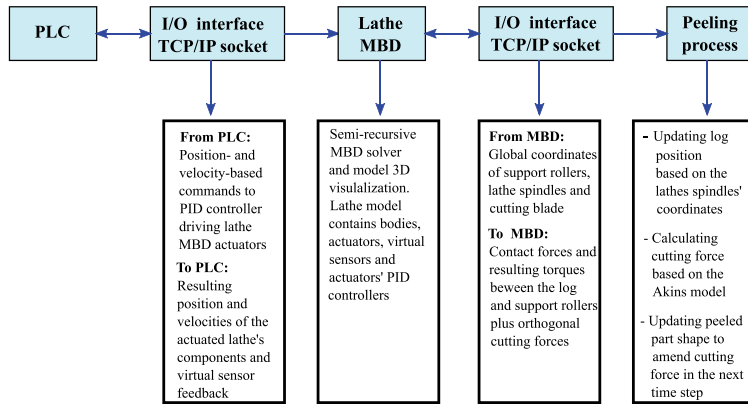 PLC
I/O interface
TCP/IP socket
Lathe
MBD
I/O interface
TCP/IP socket
Peeling
process
From PLC:
Position- and
velocity-based
commands to
PID controller
driving lathe
MBD actuators
To PLC:
Resulting
position and
velocities of the
actuated lathe's
components and
virtual sensor
feedback
Semi-recursive
MBD solver
and model 3D
visulalization.
Lathe model
contains bodies,
actuators, virtual
sensors and
actuators' PID
controllers
From MBD:
Global coordinates
of support rollers,
lathe spindles and
cutting blade
To MBD:
Contact forces and
resulting torques
beween the log
and support rollers
plus orthogonal
cutting forces
- Updating log
position
based on the
lathes spindles'
coordinates
- Calculating
cutting force
based on the
Akins model
- Updating peeled
part shape to
amend cutting
force in the next
time step